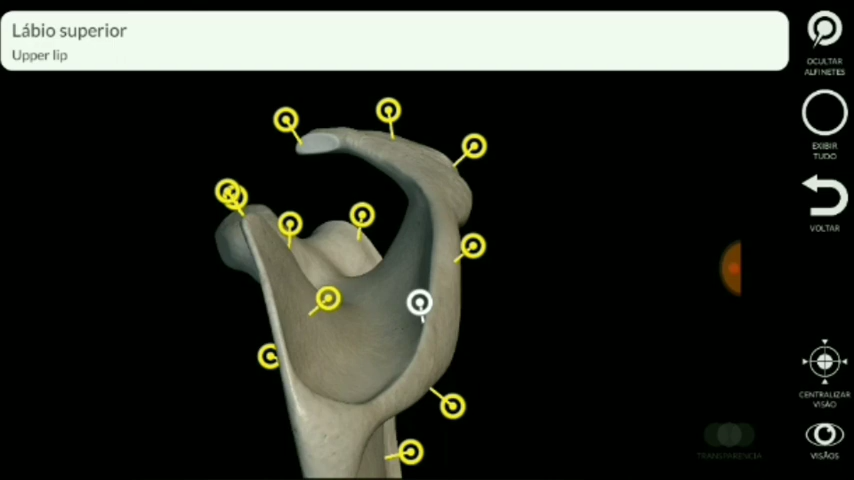 Lábio superior
Upper lip
OCULTAR
ALFINETES
EXIBIR
TUDO
VOLTAR
CENTRALIZAR
VISÃO
TRANSPARÊNCIA
VISÕES